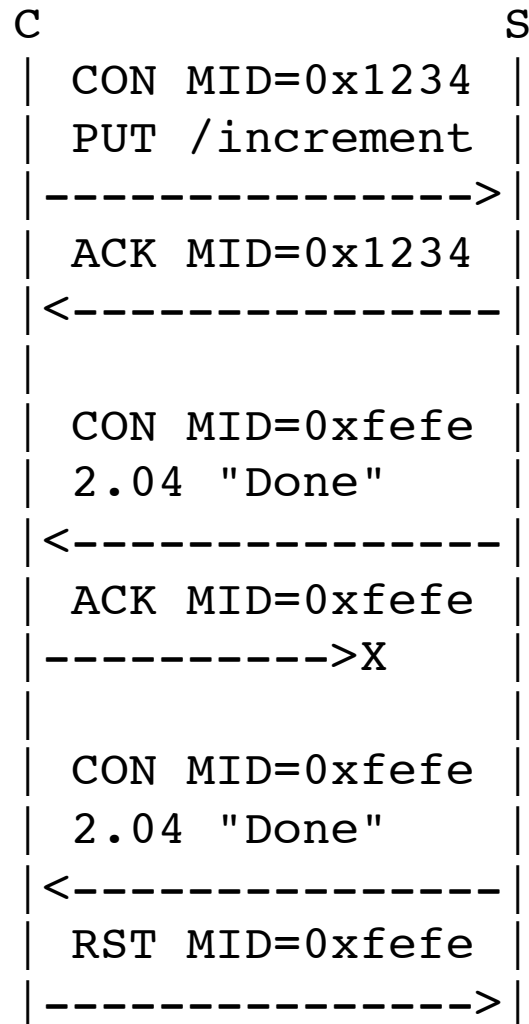 C                S
|  CON MID=0x1234 |
|  PUT /increment |
|--------------->|
|  ACK MID=0x1234 |
|<----------------|
|                 |
|  CON MID=0xfefe |
|  2.04 "Done"    |
|<----------------|
|  ACK MID=0xfefe |
|---------->X     |
|                 |
|  CON MID=0xfefe |
|  2.04 "Done"    |
|<----------------|
|  RST MID=0xfefe |
|--------------->|